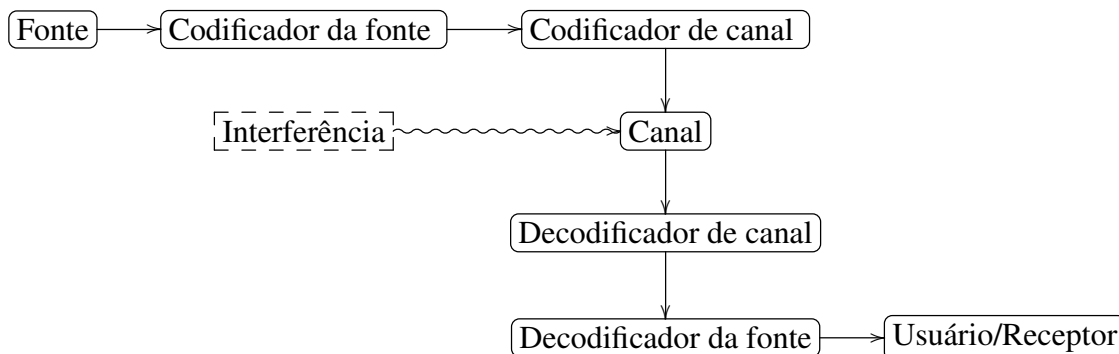 Fonte
Codificador da fonte
Codificador de canal
Interferência
Canal
Decodificador de canal
Decodificador da fonte
Usuário/Receptor